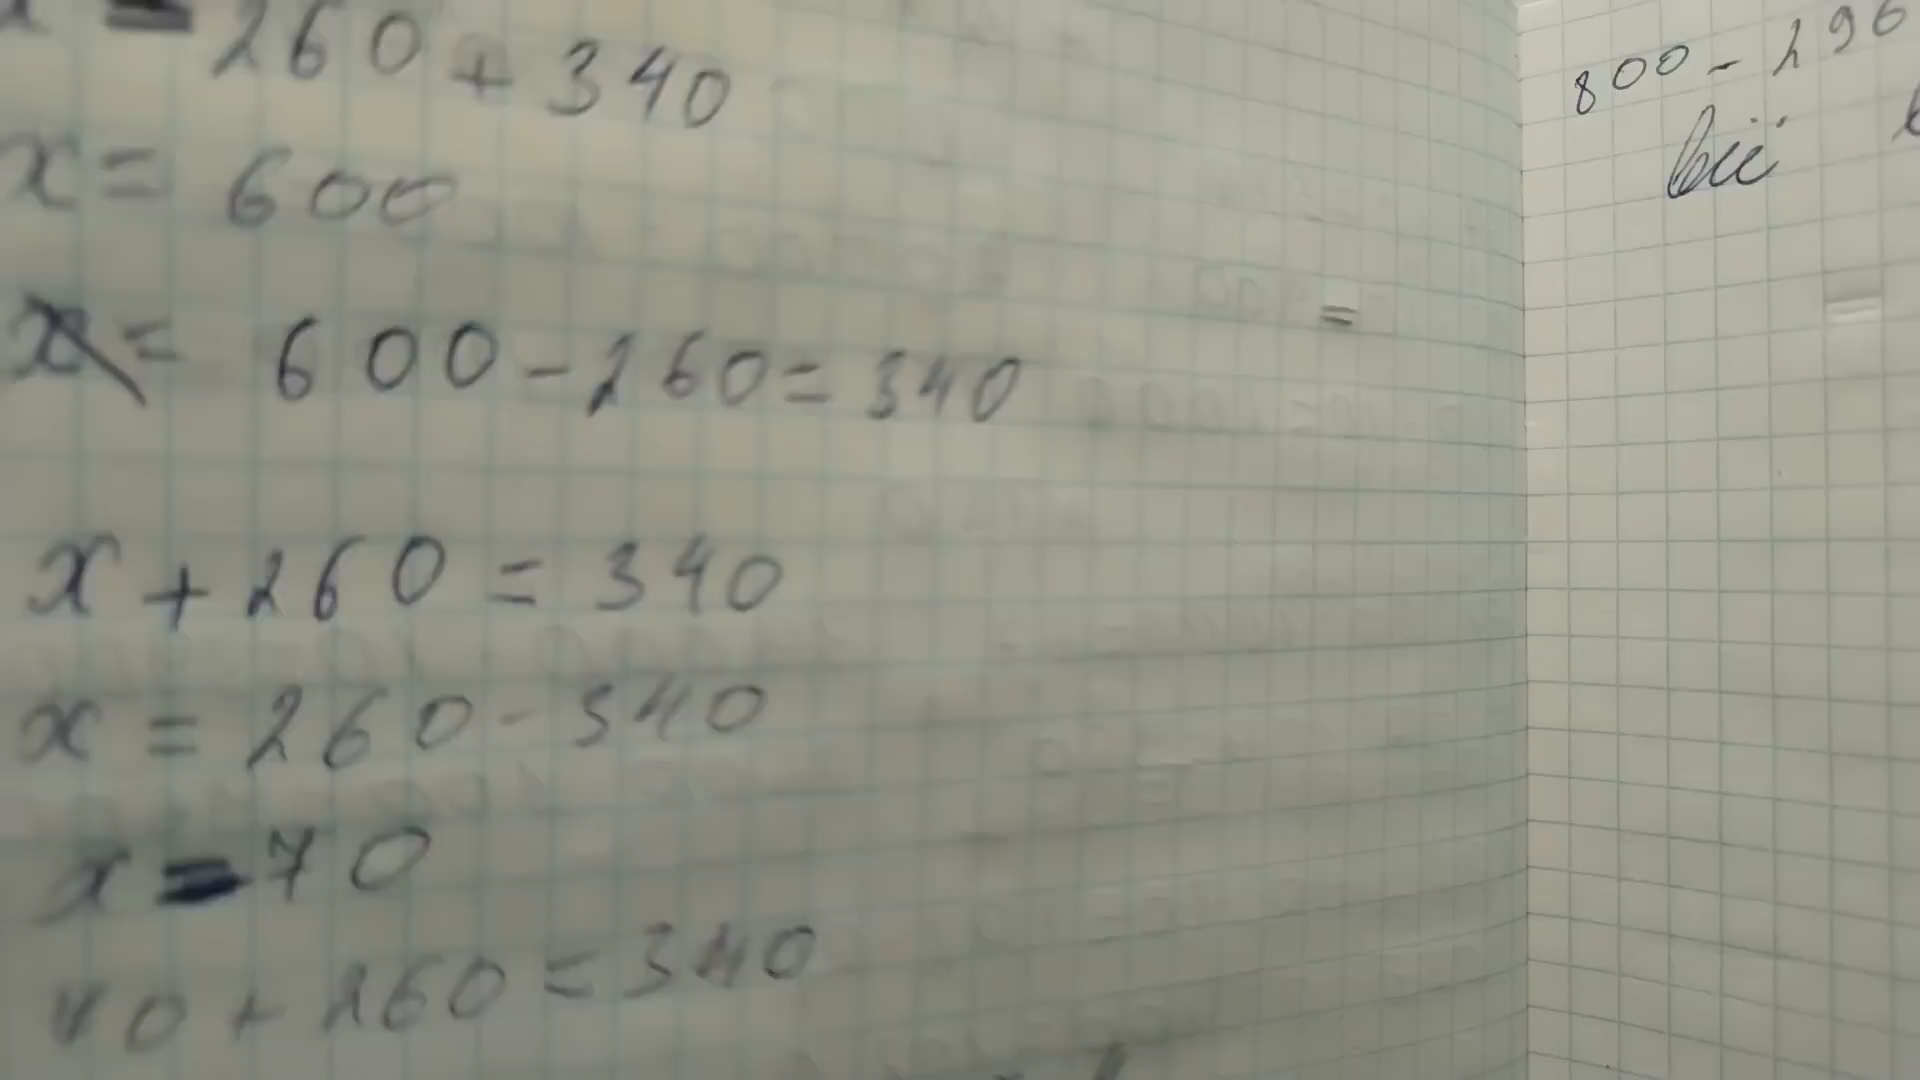 x = 260 + 340
x = 600
x = 600 - 260 = 340
x + 260 = 340
x = 260 - 340
x = 70
70 + 260 = 340
800 - 296